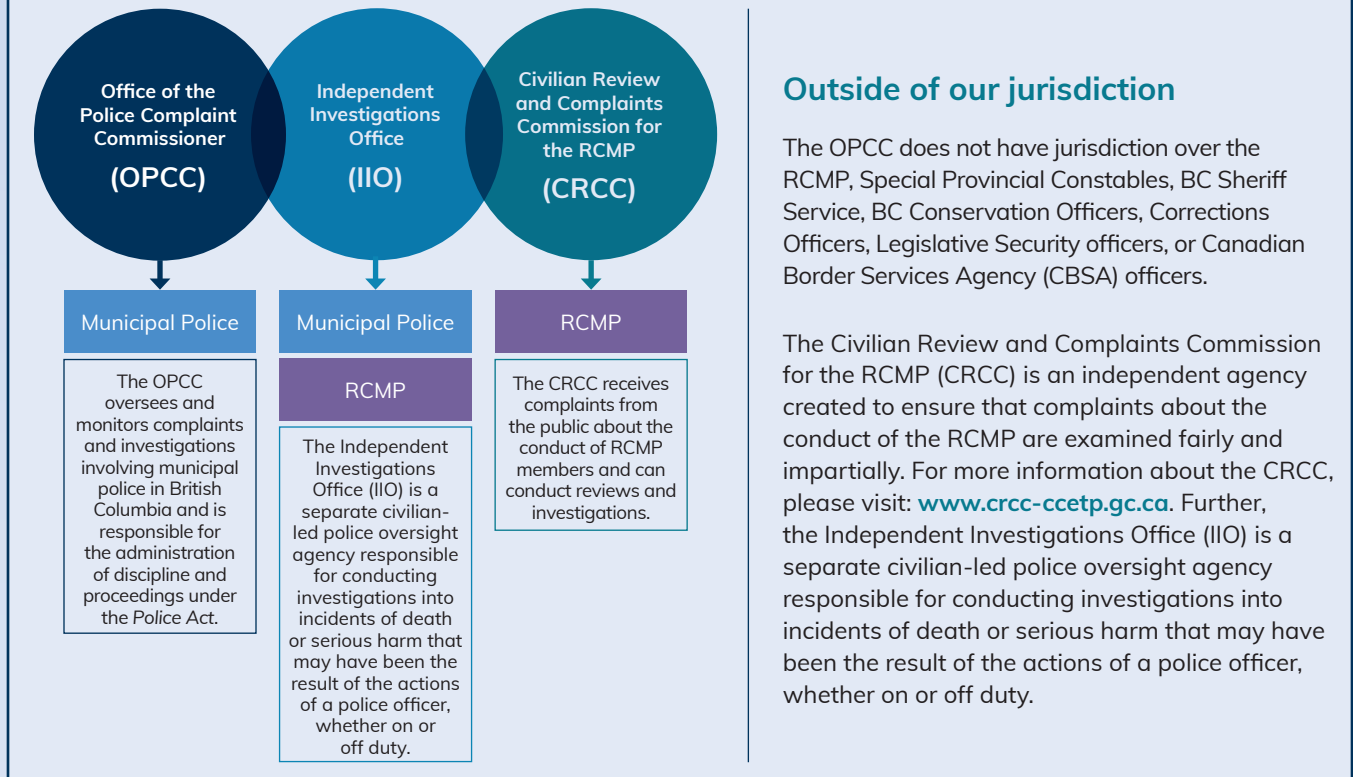 Office of the
Police Complaint
Commissioner
(OPCC)
Independent
Investigations
Office
(IIO)
Civilian Review
and Complaints
Commission for
the RCMP
(CRCC)
Municipal Police
The OPCC
oversees and
monitors complaints
and investigations
involving municipal
police in British
Columbia and is
responsible for
the administration
of discipline and
proceedings under
the Police Act.
Municipal Police
RCMP
The Independent
Investigations
Office (IIO) is a
separate civilian-
led police oversight
agency responsible
for conducting
investigations into
incidents of death
or serious harm that
may have been the
result of the actions
of a police officer,
whether on or
off duty.
RCMP
The CRCC receives
complaints from
the public about the
conduct of RCMP
members and can
conduct reviews and
investigations.
Outside of our jurisdiction
The OPCC does not have jurisdiction over the
RCMP, Special Provincial Constables, BC Sheriff
Service, BC Conservation Officers, Corrections
Officers, Legislative Security officers, or Canadian
Border Services Agency (CBSA) officers.
The Civilian Review and Complaints Commission
for the RCMP (CRCC) is an independent agency
created to ensure that complaints about the
conduct of the RCMP are examined fairly and
impartially. For more information about the CRCC,
please visit: www.crcc-ccetp.gc.ca. Further,
the Independent Investigations Office (IIO) is a
separate civilian-led police oversight agency
responsible for conducting investigations into
incidents of death or serious harm that may have
been the result of the actions of a police officer,
whether on or off duty.